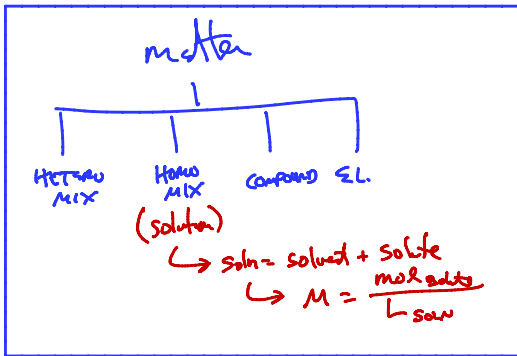 matter
HETERO MIX
HOMO MIX
COMPOUND
EL.
(solution)
soln = solvent + solute
M = mol solute / L soln